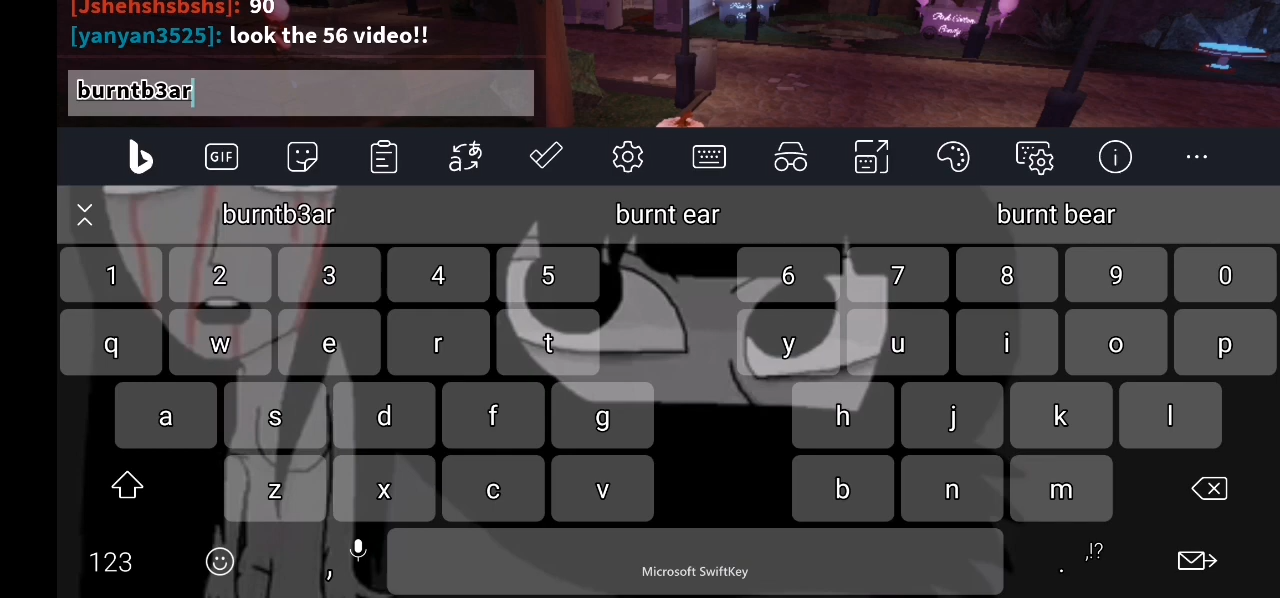 [Jshehshsbshs]: 90
[yanyan3525]: look the 56 video!!
burntb3ar
GIF
burntb3ar burnt ear burnt bear
1 2 3 4 5 6 7 8 9 0
q w e r t y u i o p
a s d f g h j k l
z x c v b n m
123 , . ,!?
Microsoft SwiftKey